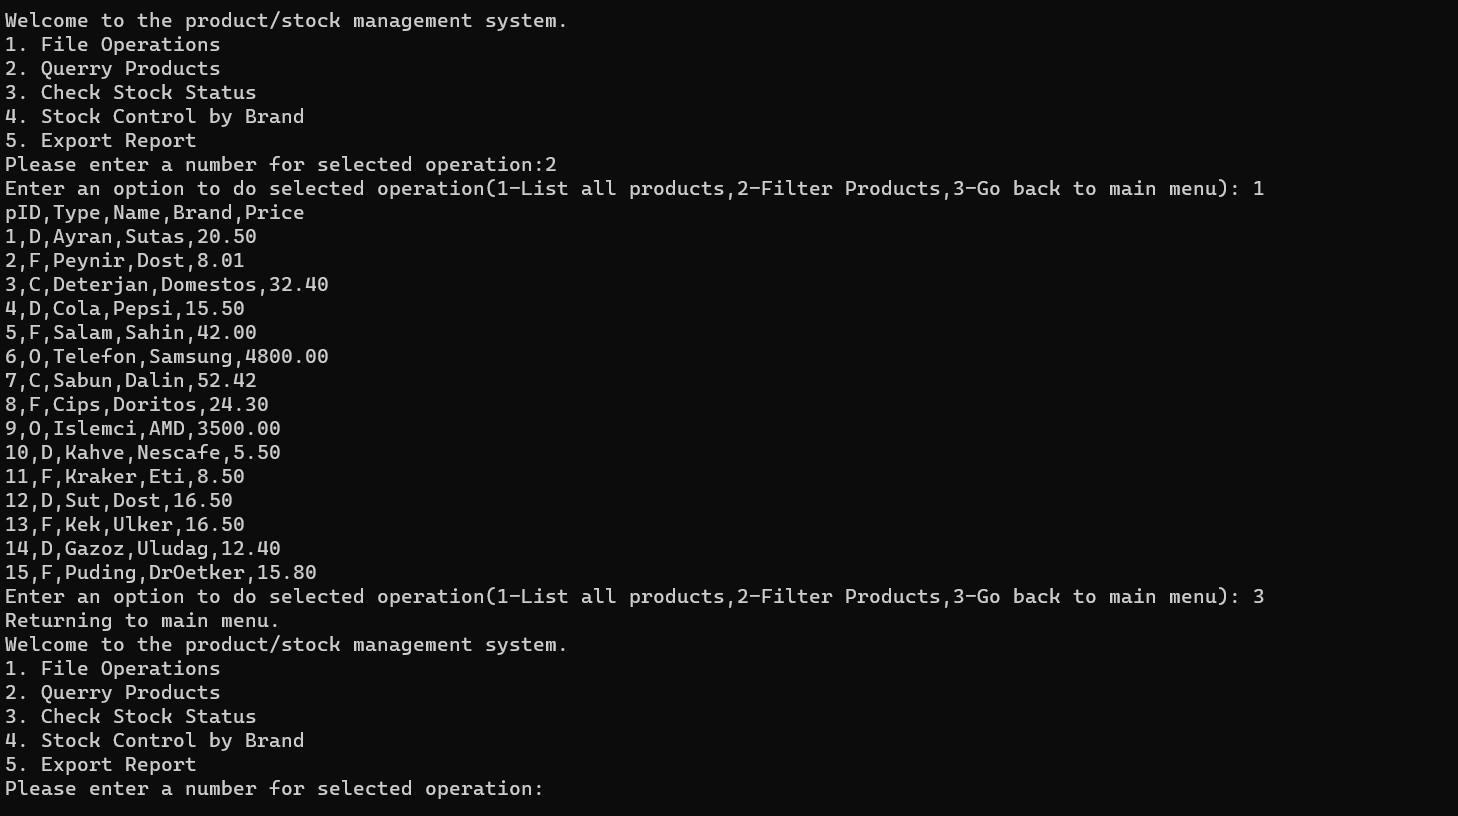 Welcome to the product/stock management system.
1. File Operations
2. Querry Products
3. Check Stock Status
4. Stock Control by Brand
5. Export Report
Please enter a number for selected operation:2
Enter an option to do selected operation(1-List all products,2-Filter Products,3-Go back to main menu): 1
pID,Type,Name,Brand,Price
1,D,Ayran,Sutas,20.50
2,F,Peynir,Dost,8.01
3,C,Deterjan,Domestos,32.40
4,D,Cola,Pepsi,15.50
5,F,Salam,Sahin,42.00
6,O,Telefon,Samsung,4800.00
7,C,Sabun,Dalin,52.42
8,F,Cips,Doritos,24.30
9,O,Islemci,AMD,3500.00
10,D,Kahve,Nescafe,5.50
11,F,Kraker,Eti,8.50
12,D,Sut,Dost,16.50
13,F,Kek,Ulker,16.50
14,D,Gazoz,Uludag,12.40
15,F,Puding,DrOetker,15.80
Enter an option to do selected operation(1-List all products,2-Filter Products,3-Go back to main menu): 3
Returning to main menu.
Welcome to the product/stock management system.
1. File Operations
2. Querry Products
3. Check Stock Status
4. Stock Control by Brand
5. Export Report
Please enter a number for selected operation: